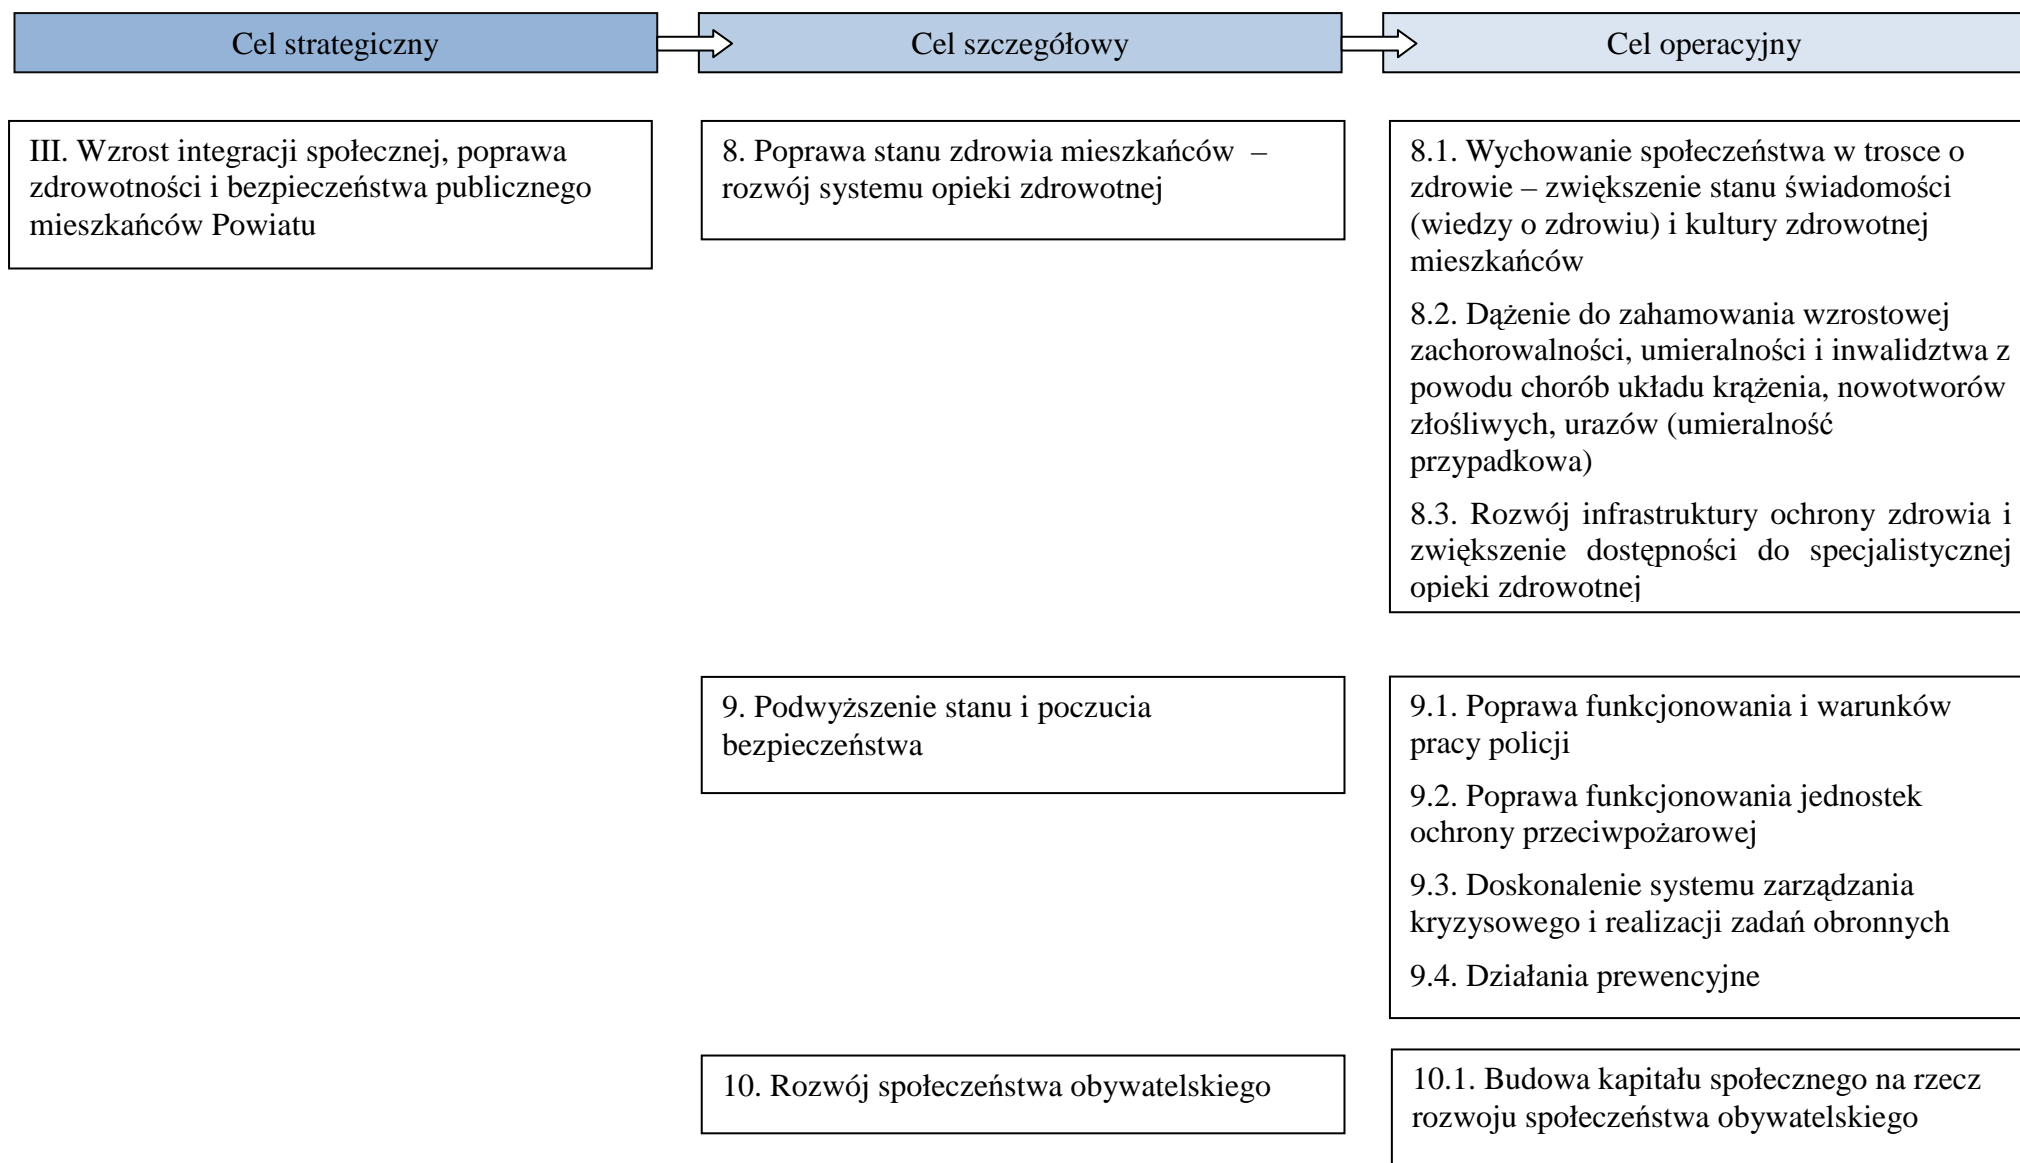 Cel strategiczny
Cel szczegółowy
Cel operacyjny
III. Wzrost integracji społecznej, poprawa
zdrowotności i bezpieczeństwa publicznego
mieszkańców Powiatu
8. Poprawa stanu zdrowia mieszkańców –
rozwój systemu opieki zdrowotnej
8.1. Wychowanie społeczeństwa w trosce o
zdrowie – zwiększenie stanu świadomości
(wiedzy o zdrowiu) i kultury zdrowotnej
mieszkańców
8.2. Dążenie do zahamowania wzrostowej
zachorowalności, umieralności i inwalidztwa z
powodu chorób układu krążenia, nowotworów
złośliwych, urazów (umieralność
przypadkowa)
8.3. Rozwój infrastruktury ochrony zdrowia i
zwiększenie dostępności do specjalistycznej
opieki zdrowotnej
9. Podwyższenie stanu i poczucia
bezpieczeństwa
9.1. Poprawa funkcjonowania i warunków
pracy policji
9.2. Poprawa funkcjonowania jednostek
ochrony przeciwpożarowej
9.3. Doskonalenie systemu zarządzania
kryzysowego i realizacji zadań obronnych
9.4. Działania prewencyjne
10. Rozwój społeczeństwa obywatelskiego
10.1. Budowa kapitału społecznego na rzecz
rozwoju społeczeństwa obywatelskiego